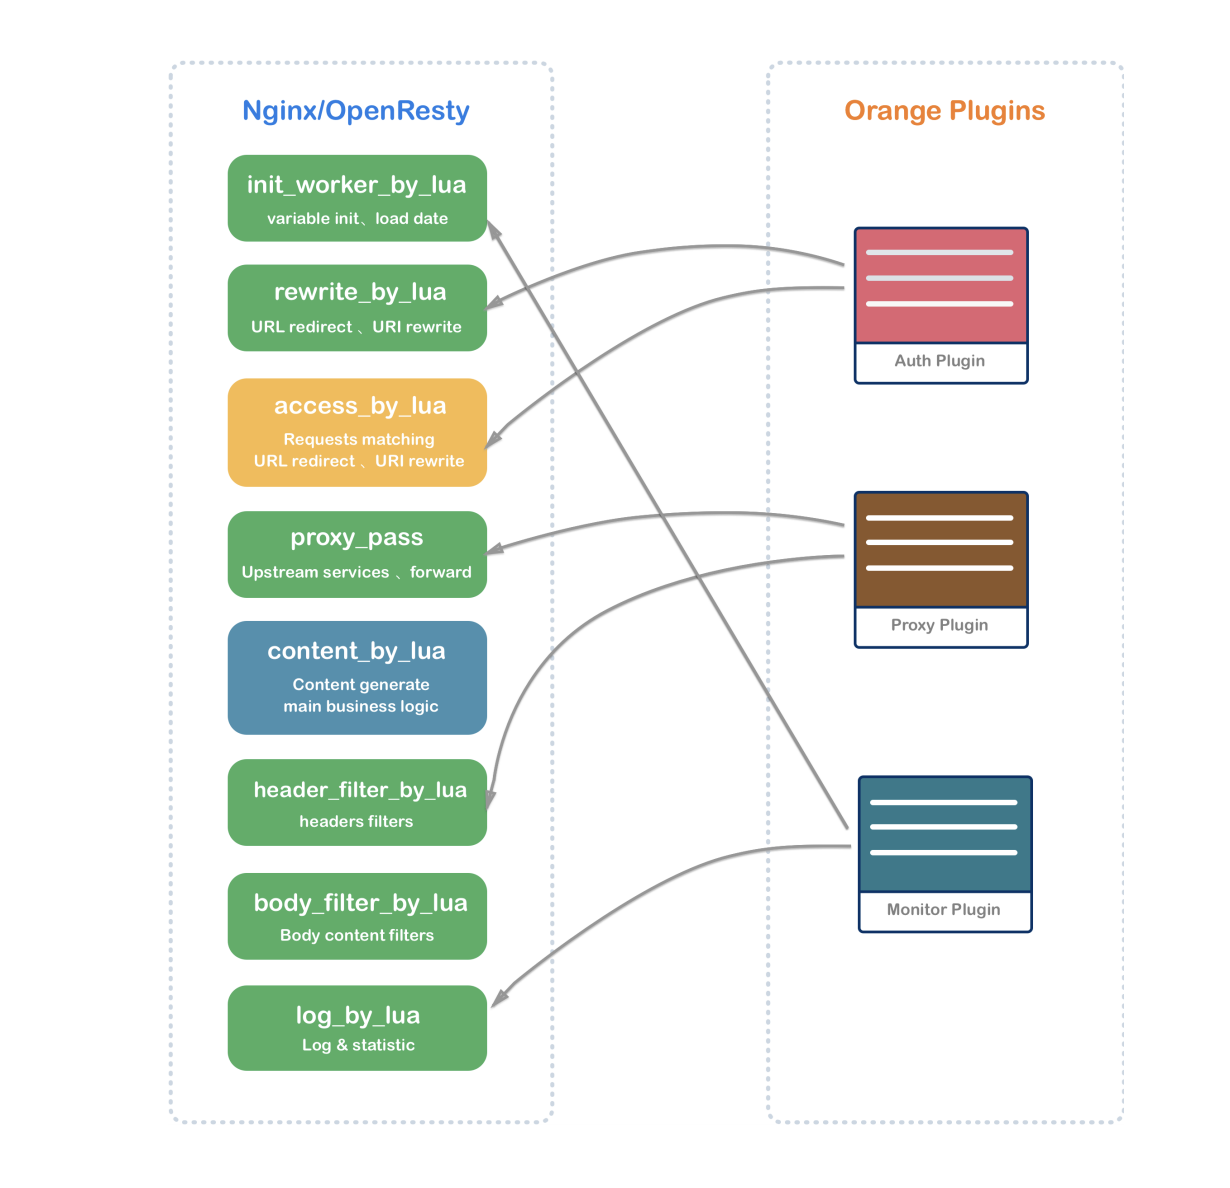 Nginx/OpenResty
init_worker_by_lua
variable init、load date
rewrite_by_lua
URL redirect 、URI rewrite
access_by_lua
Requests matching
URL redirect 、URI rewrite
proxy_pass
Upstream services 、forward
content_by_lua
Content generate
main business logic
header_filter_by_lua
headers filters
body_filter_by_lua
Body content filters
log_by_lua
Log & statistic
Orange Plugins
Auth Plugin
Proxy Plugin
Monitor Plugin